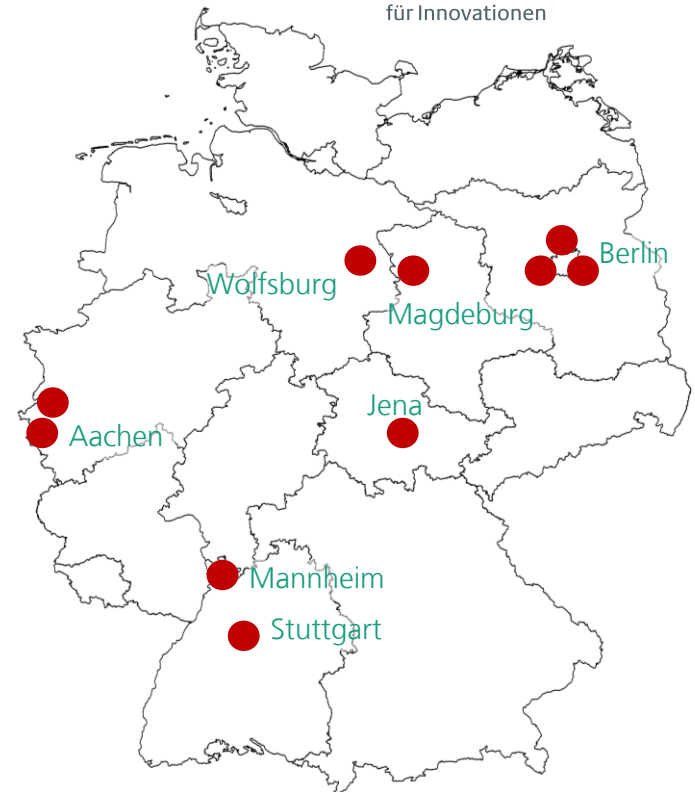 für Innovationen
Berlin
Wolfsburg
Magdeburg
Jena
Aachen
Mannheim
Stuttgart